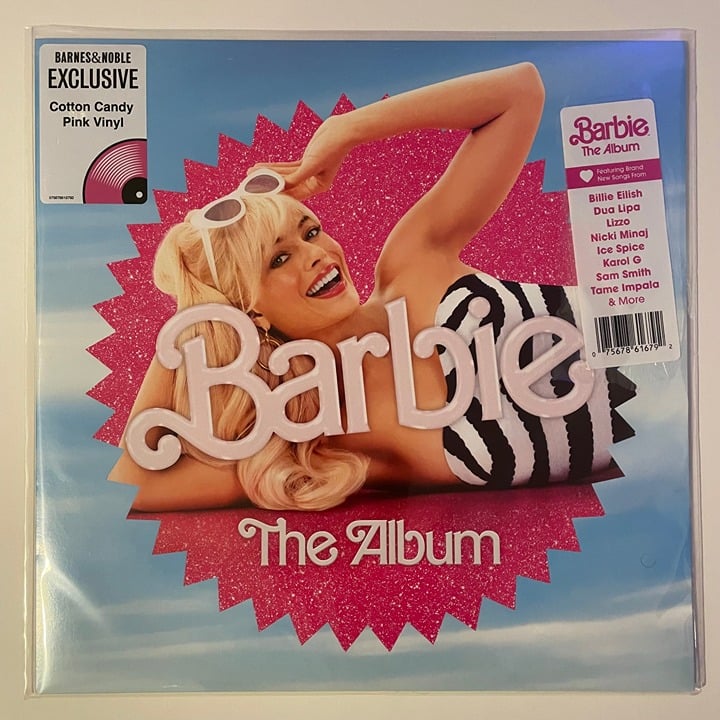 BARNES&NOBLE
EXCLUSIVE
Cotton Candy
Pink Vinyl
Barbie
The Album
Featuring Brand
New Songs From
Billie Eilish
Dua Lipa
Lizzo
Nicki Minaj
Ice Spice
Karol G
Sam Smith
Tame Impala
& More
0 75678 61679 2
Barbie
The Album